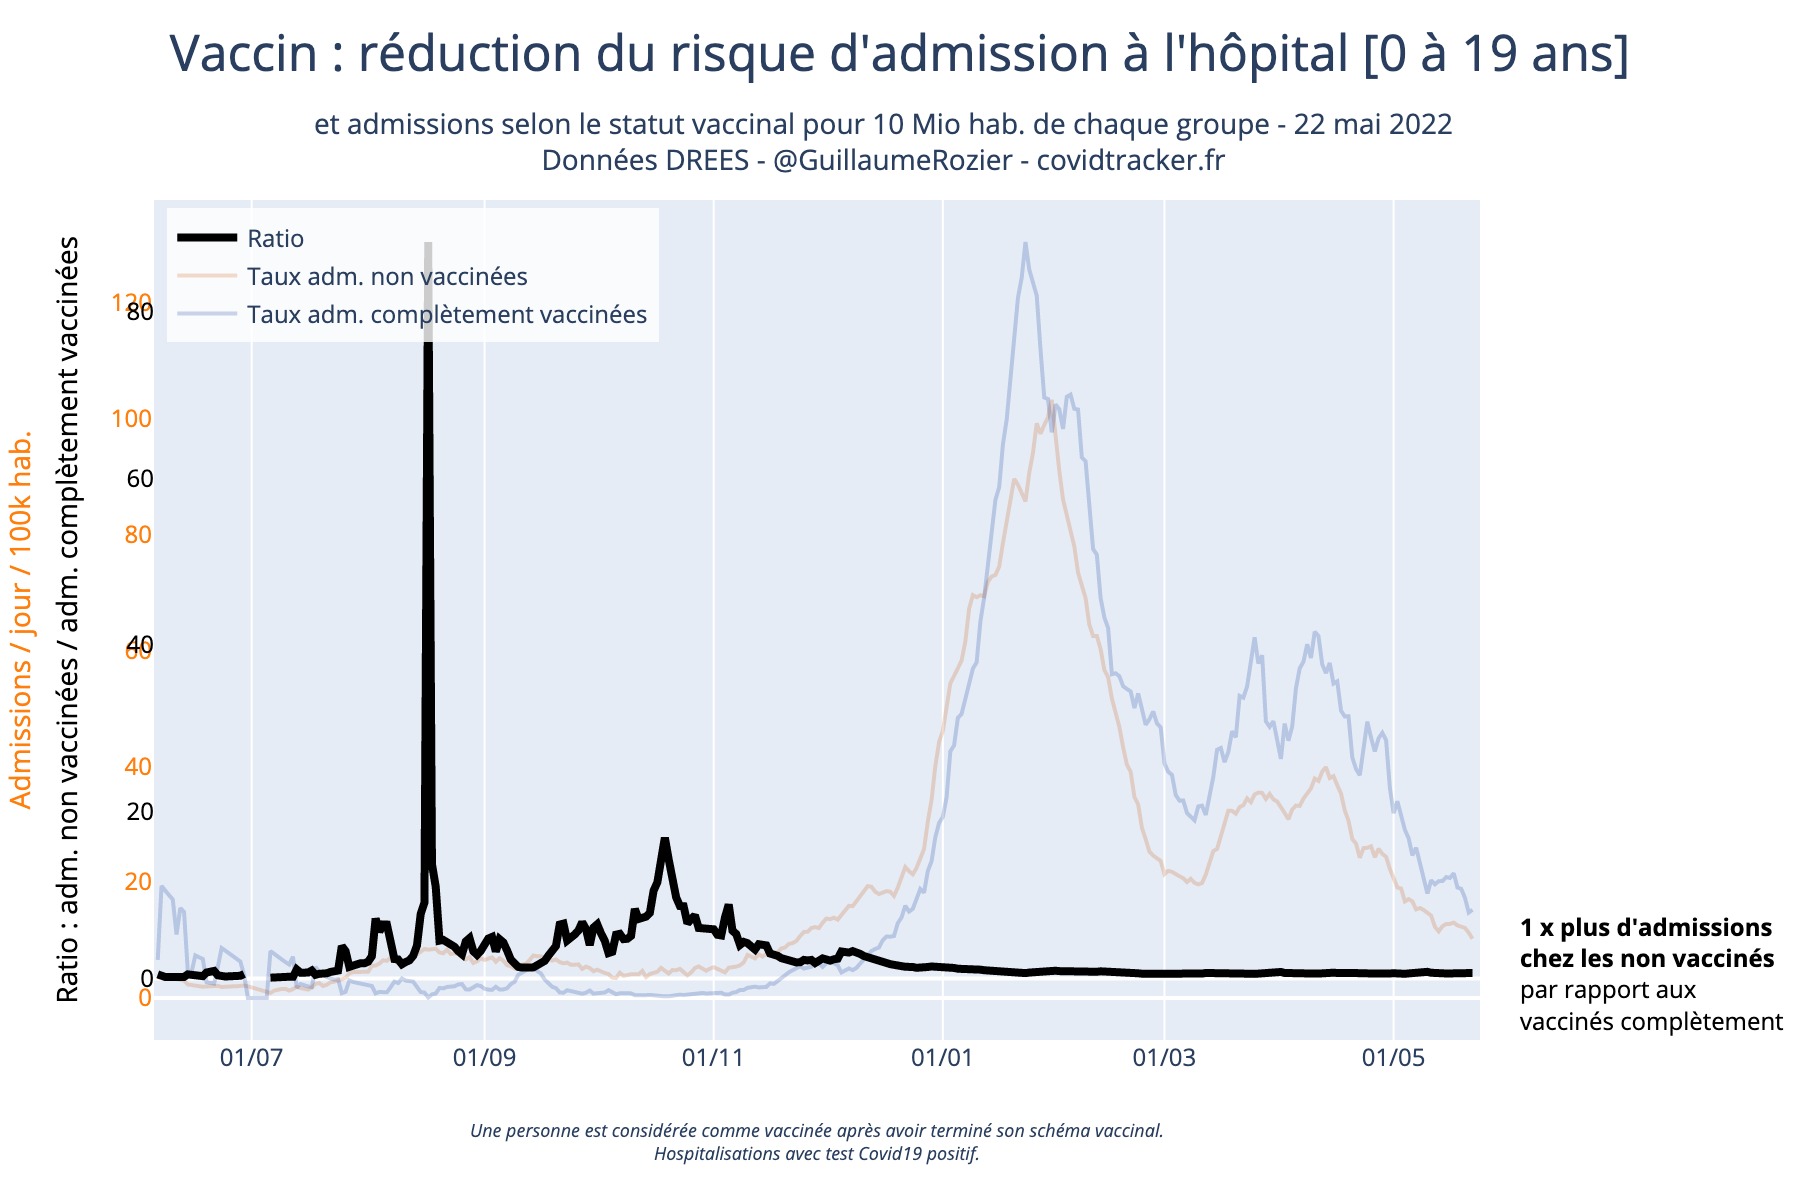 Vaccin : réduction du risque d'admission à l'hôpital [0 à 19 ans]
et admissions selon le statut vaccinal pour 10 Mio hab. de chaque groupe - 22 mai 2022
Données DREES - @GuillaumeRozier - covidtracker.fr
Ratio
Taux adm. non vaccinées
Taux adm. complètement vaccinées
Admissions / jour / 100k hab.
Ratio : adm. non vaccinées / adm. complètement vaccinées
120
80
100
60
80
40
60
40
20
20
0
0
01/07
01/09
01/11
01/01
01/03
01/05
1 x plus d'admissions
chez les non vaccinés
par rapport aux
vaccinés complètement
Une personne est considérée comme vaccinée après avoir terminé son schéma vaccinal.
Hospitalisations avec test Covid19 positif.